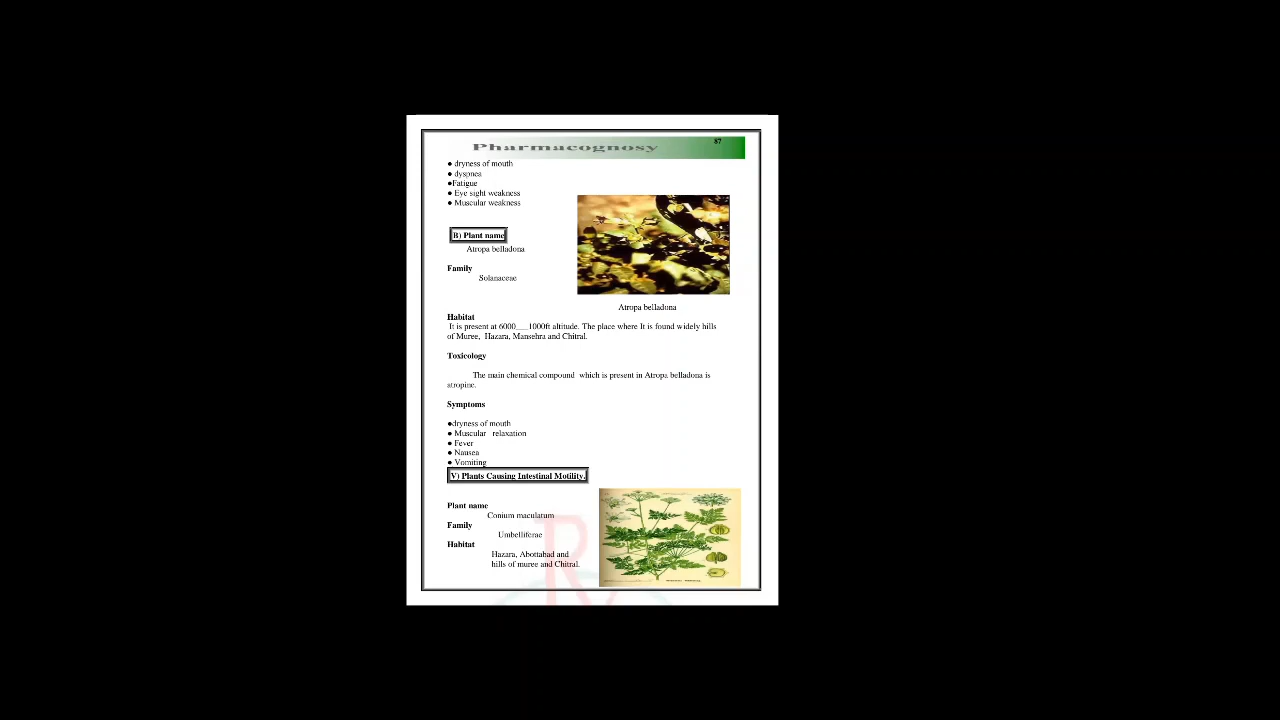 Pharmacognosy
87
● dryness of mouth
● dyspnea
●Fatigue
● Eye sight weakness
● Muscular weakness
B) Plant name
Atropa belladona
Family
Solanaceae
Atropa belladona
Habitat
It is present at 6000___1000ft altitude. The place where It is found widely hills
of Muree, Hazara, Mansehra and Chitral.
Toxicology
The main chemical compound which is present in Atropa belladona is
atropine.
Symptoms
●dryness of mouth
● Muscular relaxation
● Fever
● Nausea
● Vomiting
V) Plants Causing Intestinal Motility.
Plant name
Conium maculatum
Family
Umbelliferae
Habitat
Hazara, Abottabad and
hills of muree and Chitral.